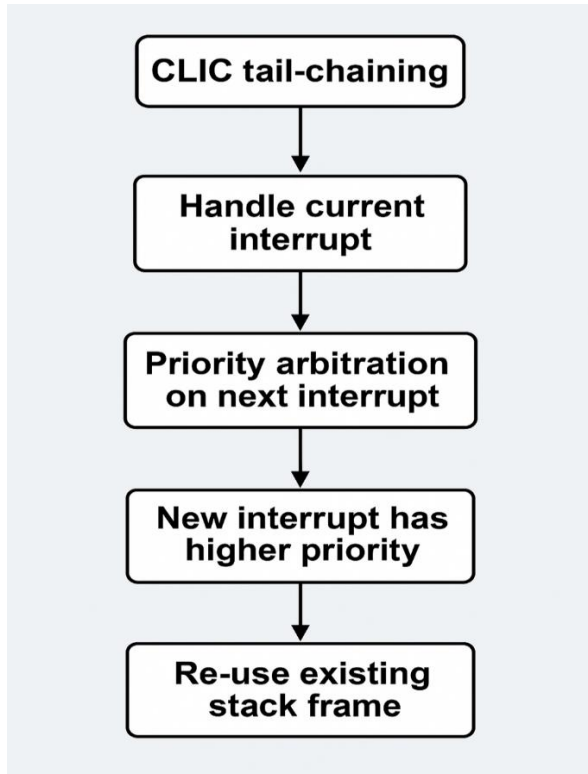 CLIC tail-chaining
Handle current
interrupt
Priority arbitration
on next interrupt
New interrupt has
higher priority
Re-use existing
stack frame